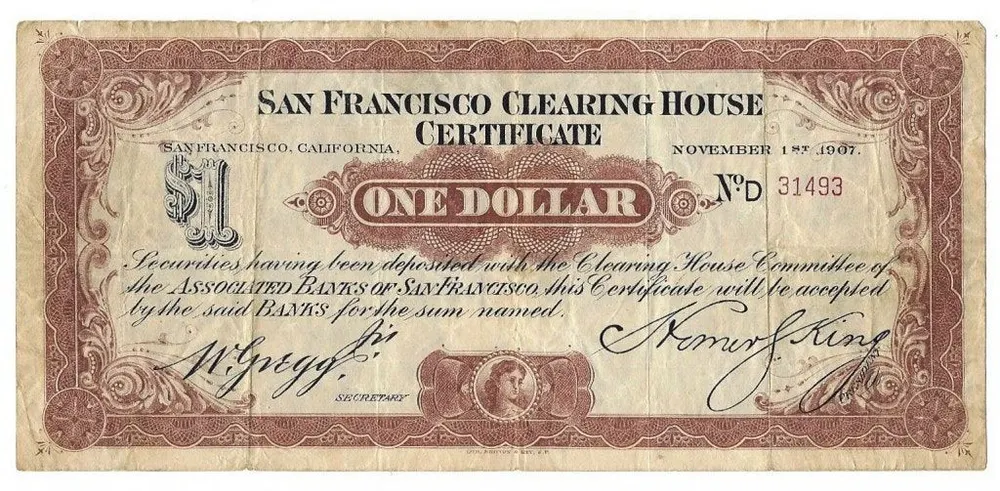 SAN FRANCISCO CLEARING HOUSE
CERTIFICATE
SAN FRANCISCO, CALIFORNIA,
NOVEMBER 1ST, 1907.
$1
ONE DOLLAR
No. D 31493
Securities having been deposited with the Clearing House Committee of
the ASSOCIATED BANKS OF SAN FRANCISCO, this Certificate will be accepted
by the said BANKS for the sum named.
W. Gregg Jr.
SECRETARY
Homer S. King
PRESIDENT